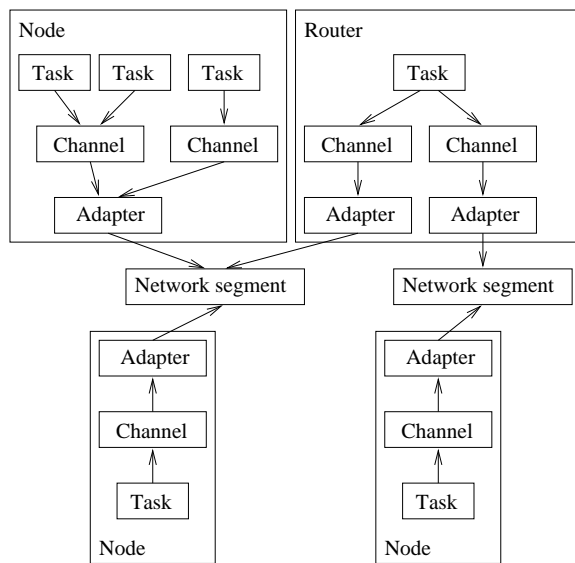 Node
Router
Task
Task
Task
Task
Channel
Channel
Channel
Channel
Adapter
Adapter
Adapter
Network segment
Network segment
Adapter
Adapter
Channel
Channel
Task
Task
Node
Node